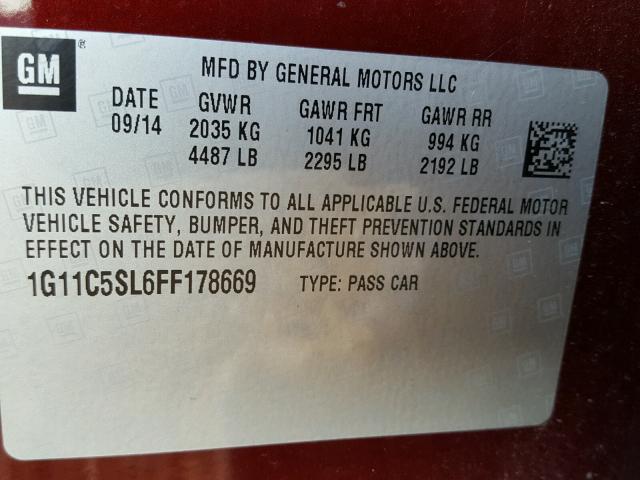 GM ®
MFD BY GENERAL MOTORS LLC
DATE GVWR GAWR FRT GAWR RR
09/14 2035 KG 1041 KG 994 KG
4487 LB 2295 LB 2192 LB
THIS VEHICLE CONFORMS TO ALL APPLICABLE U.S. FEDERAL MOTOR
VEHICLE SAFETY, BUMPER, AND THEFT PREVENTION STANDARDS IN
EFFECT ON THE DATE OF MANUFACTURE SHOWN ABOVE.
1G11C5SL6FF178669 TYPE: PASS CAR